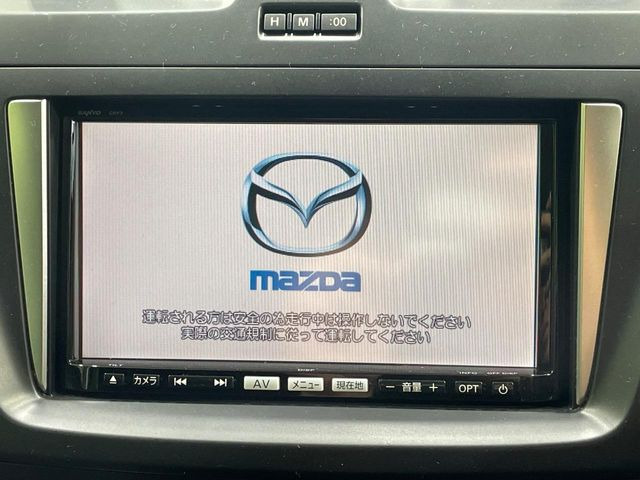 H M :00
SANYO
mazda
運転される方は安全の為走行中は操作しないでください
実際の交通規制に従って運転してください
カメラ AV メニュー 現在地 − 音量 + OPT